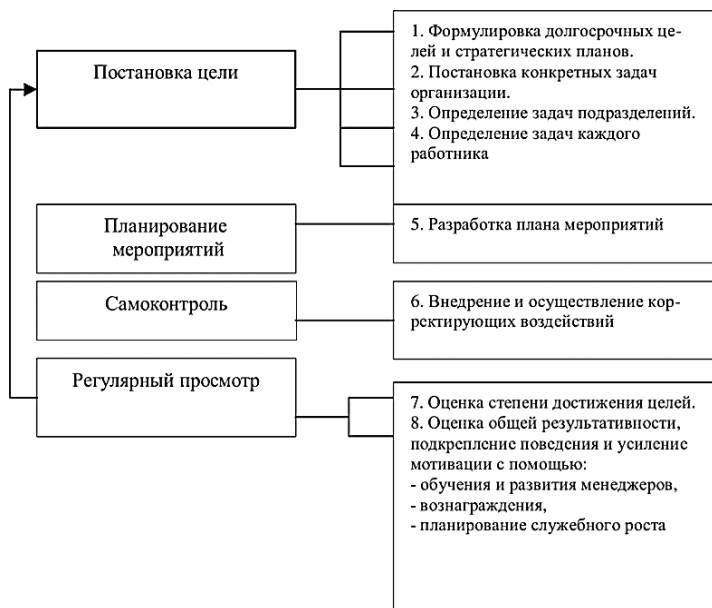 Постановка цели
1. Формулировка долгосрочных це-
лей и стратегических планов.
2. Постановка конкретных задач
организации.
3. Определение задач подразделений.
4. Определение задач каждого
работника
Планирование
мероприятий
5. Разработка плана мероприятий
Самоконтроль
6. Внедрение и осуществление кор-
ректирующих воздействий
Регулярный просмотр
7. Оценка степени достижения целей.
8. Оценка общей результативности,
подкрепление поведения и усиление
мотивации с помощью:
- обучения и развития менеджеров,
- вознаграждения,
- планирование служебного роста